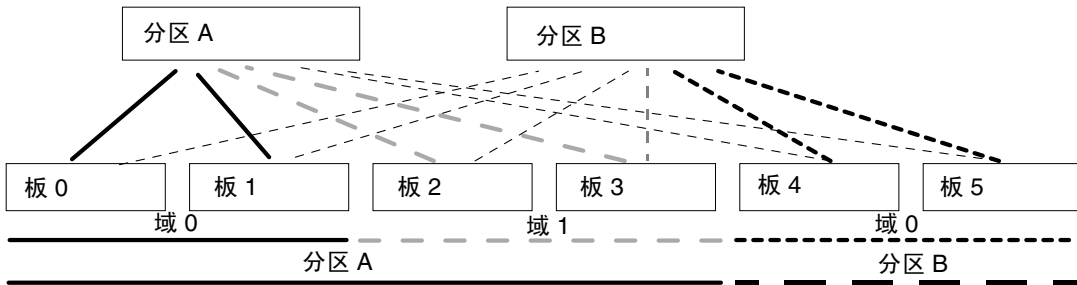 分区 A
分区 B
板 0
板 1
板 2
板 3
板 4
板 5
域 0
域 1
域 0
分区 A
分区 B